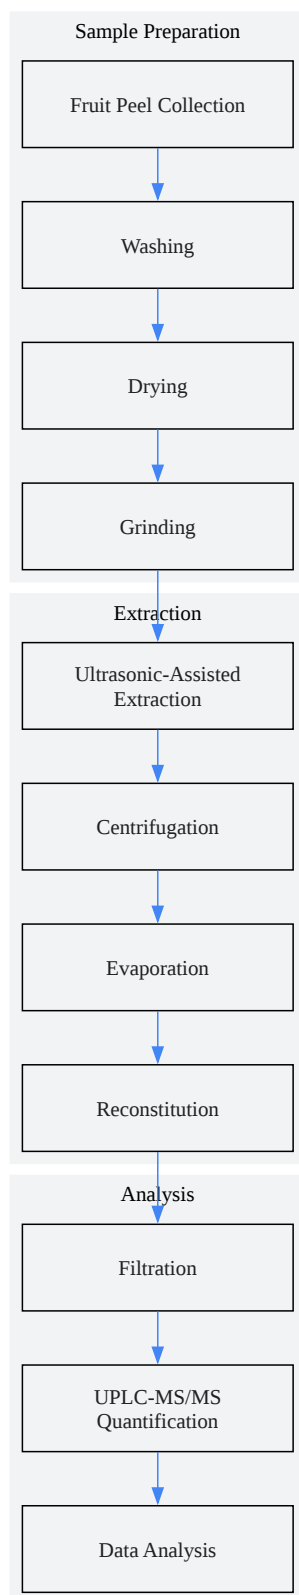 Sample Preparation
Fruit Peel Collection
Washing
Drying
Grinding
Extraction
Ultrasonic-Assisted
Extraction
Centrifugation
Evaporation
Reconstitution
Analysis
Filtration
UPLC-MS/MS
Quantification
Data Analysis